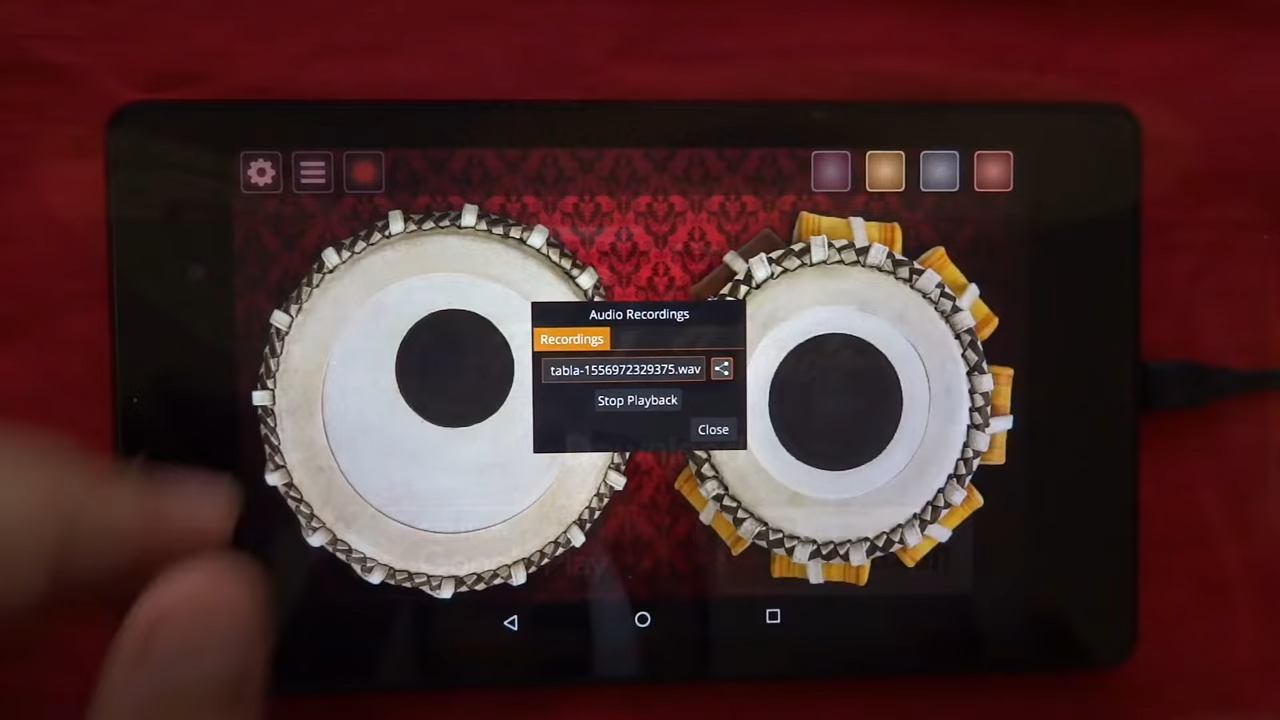 Audio Recordings
Recordings
tabla-1556972329375.wav
Stop Playback
Close